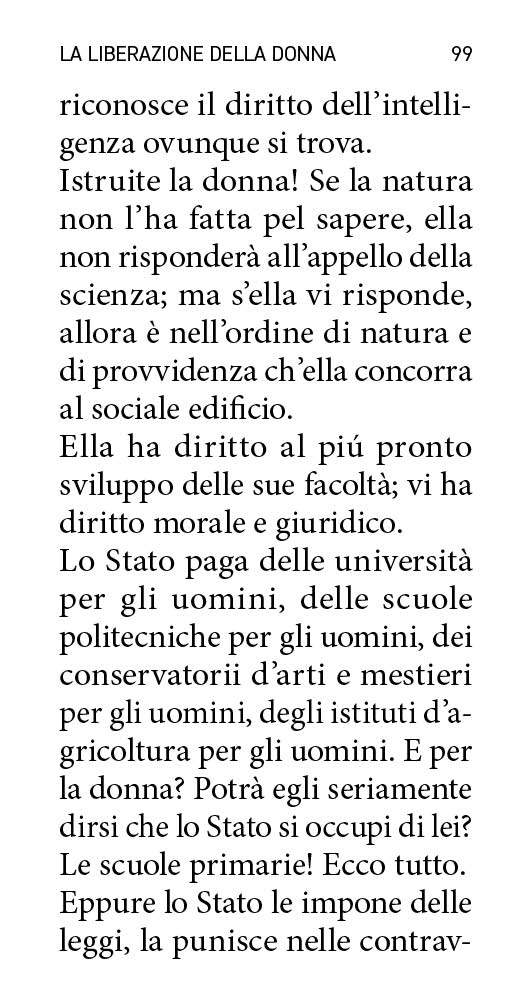 LA LIBERAZIONE DELLA DONNA 99
riconosce il diritto dell’intelli-
genza ovunque si trova.
Istruite la donna! Se la natura
non l’ha fatta pel sapere, ella
non risponderà all’appello della
scienza; ma s’ella vi risponde,
allora è nell’ordine di natura e
di provvidenza ch’ella concorra
al sociale edificio.
Ella ha diritto al piú pronto
sviluppo delle sue facoltà; vi ha
diritto morale e giuridico.
Lo Stato paga delle università
per gli uomini, delle scuole
politecniche per gli uomini, dei
conservatorii d’arti e mestieri
per gli uomini, degli istituti d’a-
gricoltura per gli uomini. E per
la donna? Potrà egli seriamente
dirsi che lo Stato si occupi di lei?
Le scuole primarie! Ecco tutto.
Eppure lo Stato le impone delle
leggi, la punisce nelle contrav-